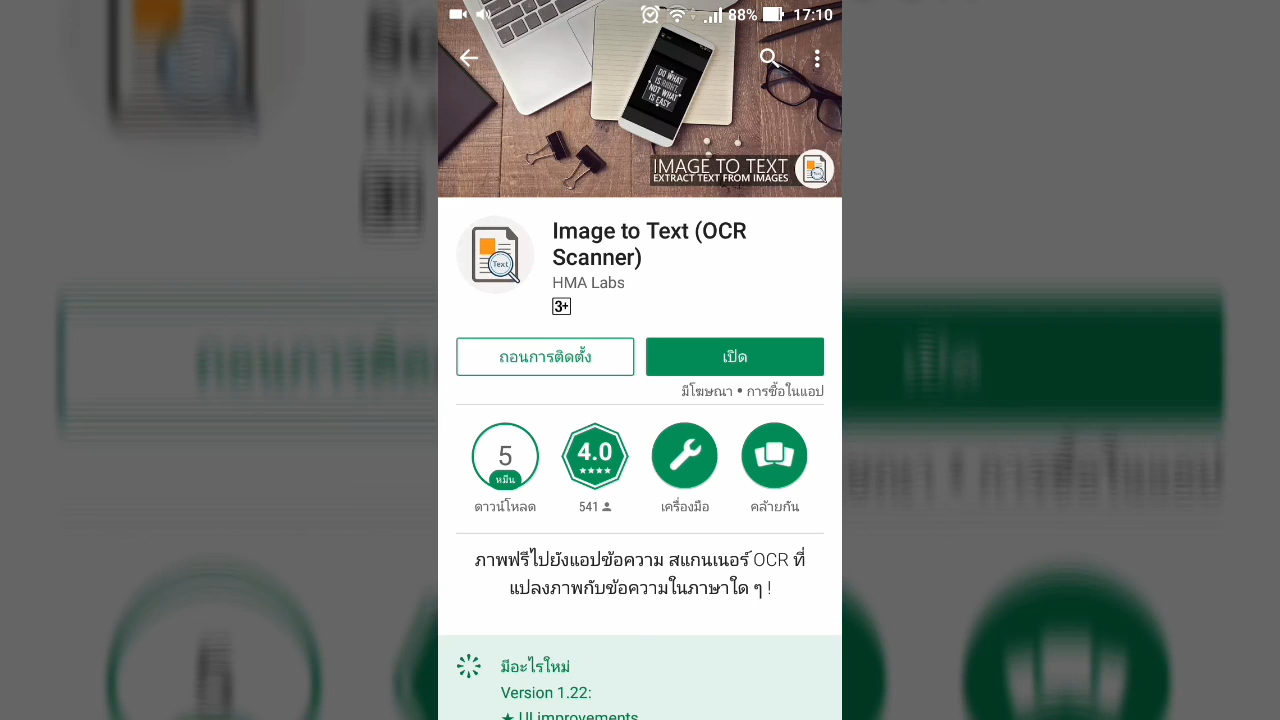 88% 17:10
DO WHAT
IS RIGHT,
NOT WHAT
IS EASY
IMAGE TO TEXT
EXTRACT TEXT FROM IMAGES
Text
Image to Text (OCR
Scanner)
HMA Labs
3+
ถอนการติดตั้ง เปิด
มีโฆษณา • การซื้อในแอป
5 4.0
หมื่น
ดาวน์โหลด 541 เครื่องมือ คล้ายกัน
ภาพฟรีไปยังแอปข้อความ สแกนเนอร์ OCR ที่
แปลงภาพกับข้อความในภาษาใด ๆ !
มีอะไรใหม่
Version 1.22:
★ UI improvements